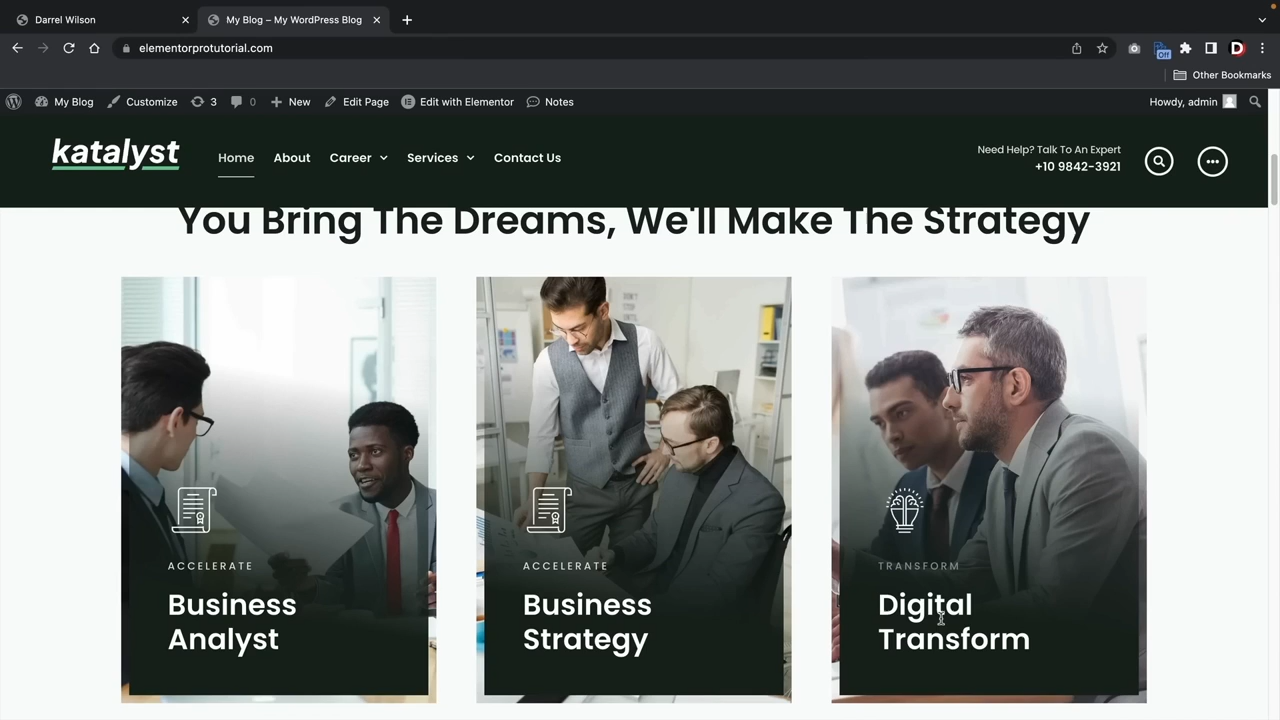 Darrel Wilson
My Blog – My WordPress Blog
elementorprotutorial.com
Off
D
Other Bookmarks
My Blog
Customize
3
0
New
Edit Page
Edit with Elementor
Notes
Howdy, admin
katalyst
Home
About
Career
Services
Contact Us
Need Help? Talk To An Expert
+10 9842-3921
You Bring The Dreams, We'll Make The Strategy
ACCELERATE
Business
Analyst
DON'T
STOP
ACCELERATE
Business
Strategy
TRANSFORM
Digital
Transform